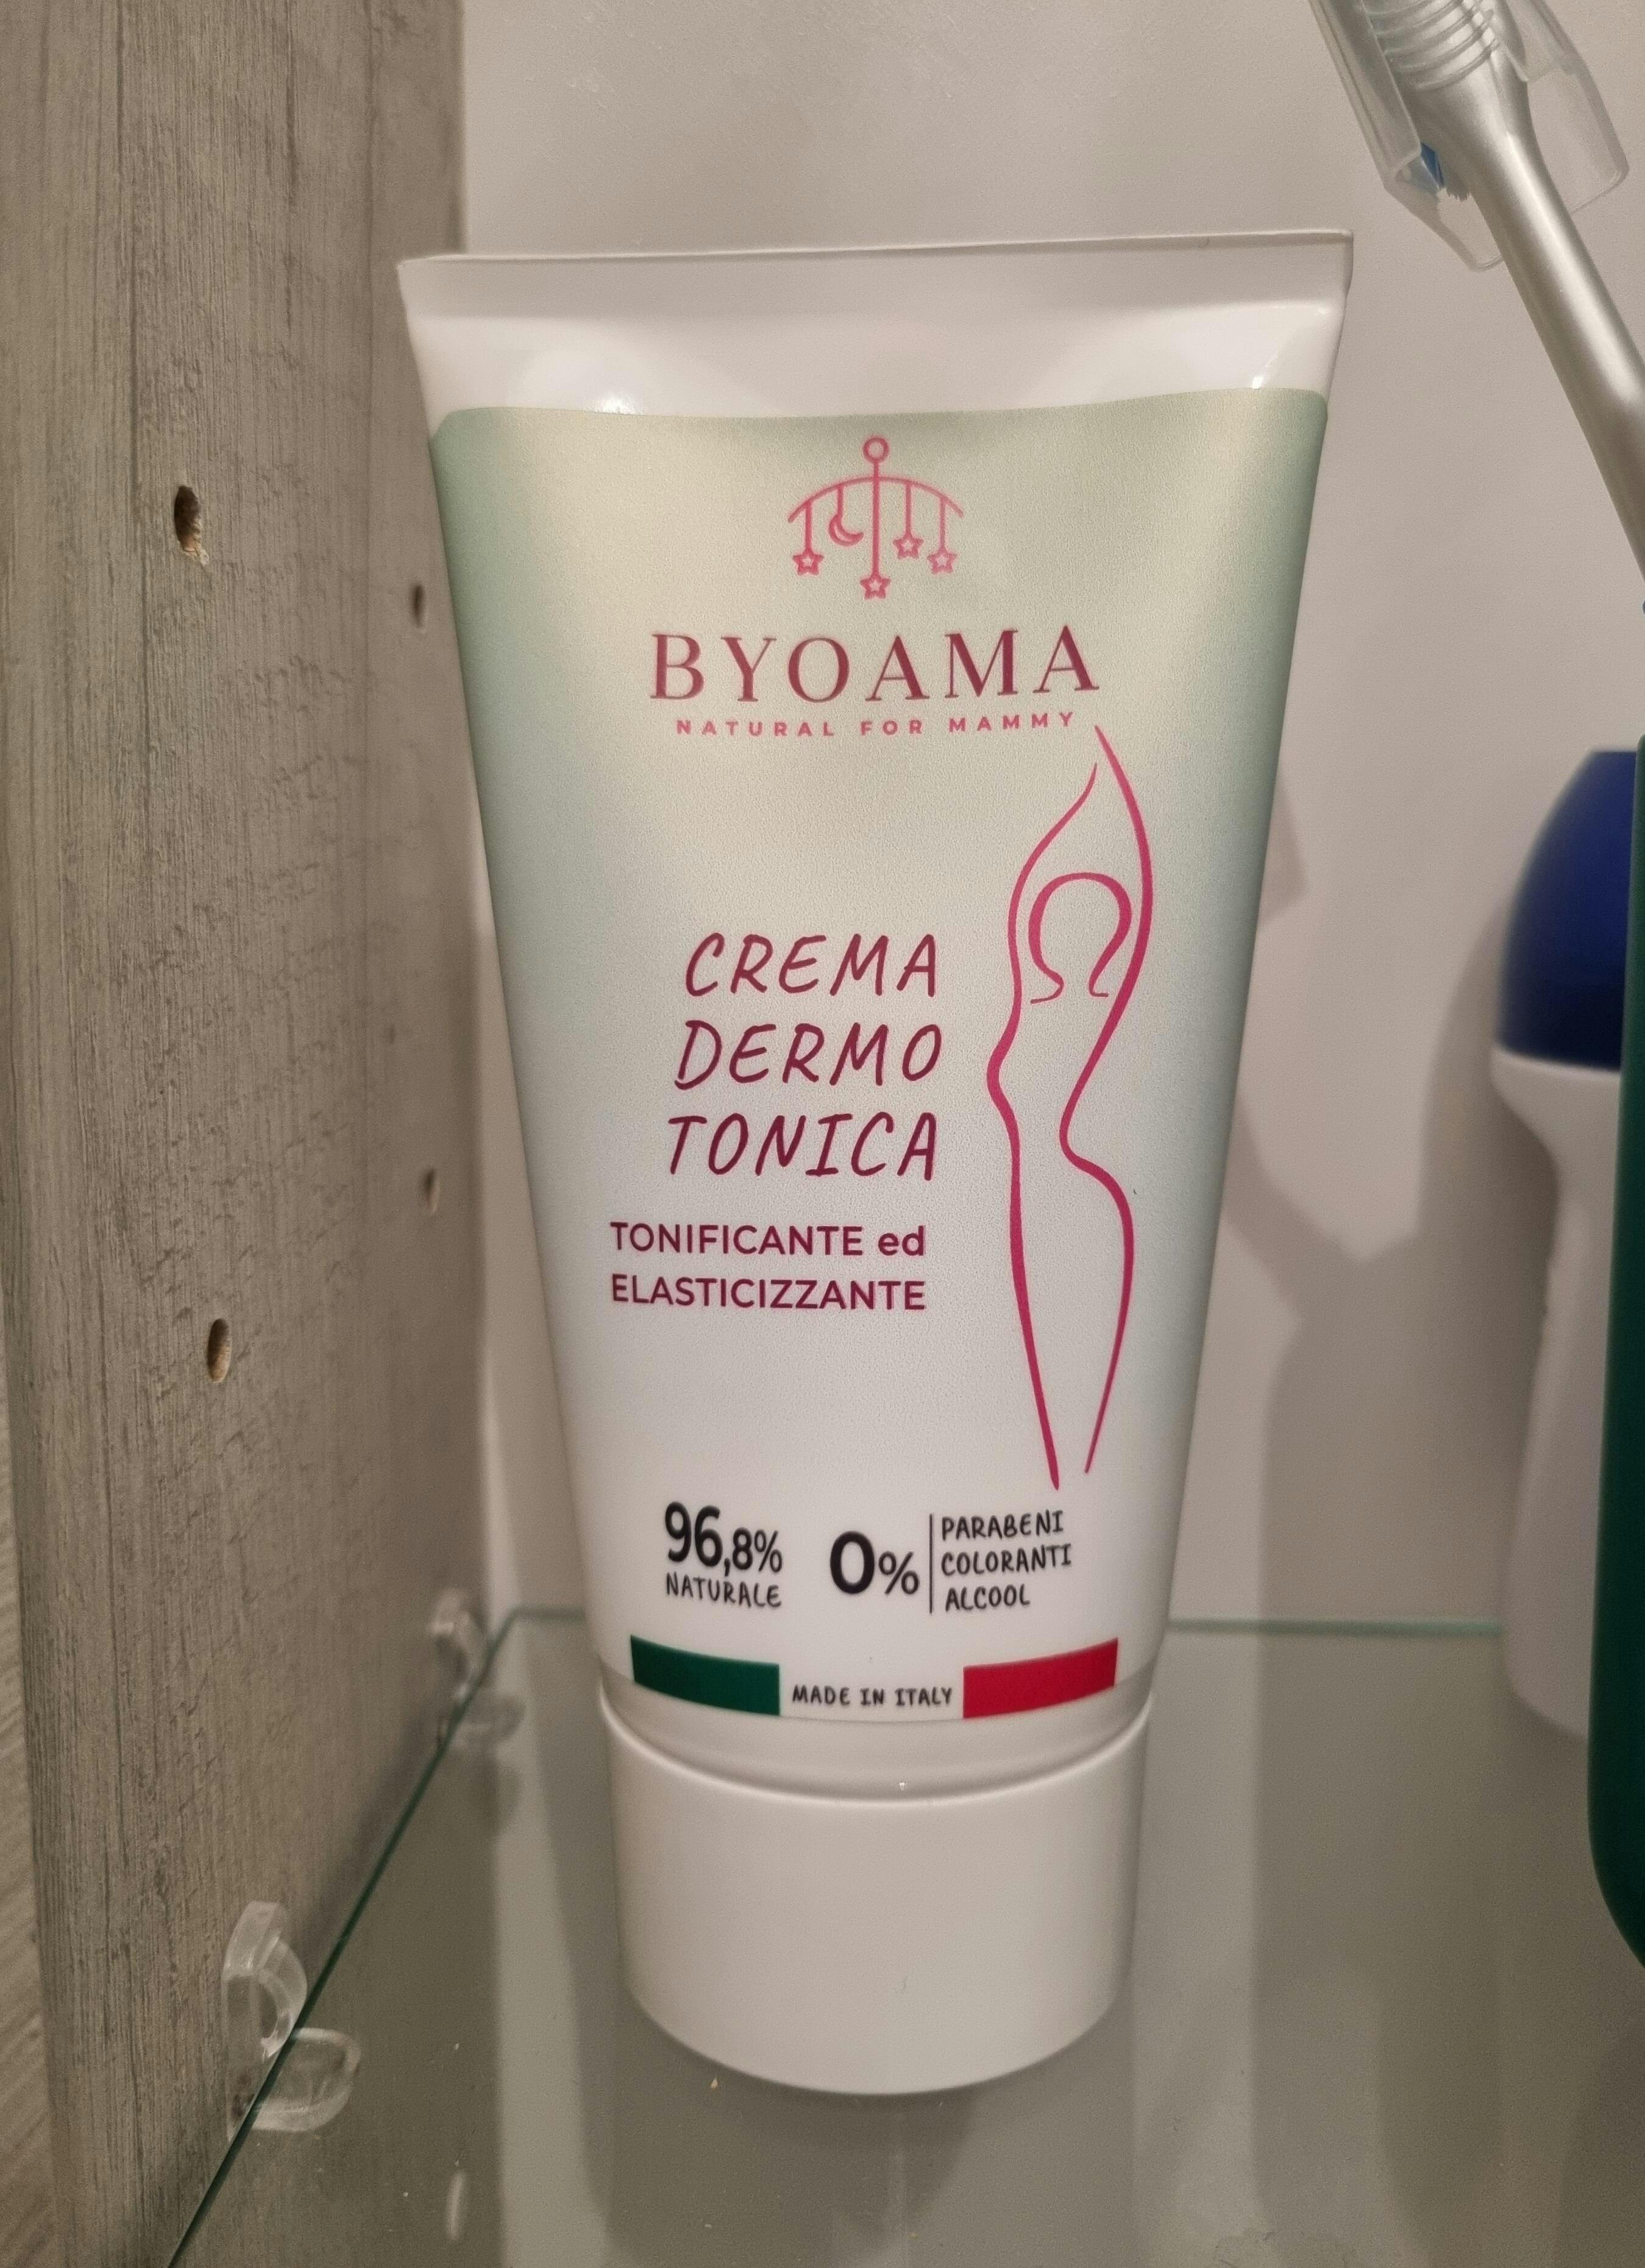 BYOAMA
NATURAL FOR MAMMY
CREMA
DERMO
TONICA
TONIFICANTE ed
ELASTICIZZANTE
96,8%
NATURALE
0%
PARABENI
COLORANTI
ALCOOL
MADE IN ITALY